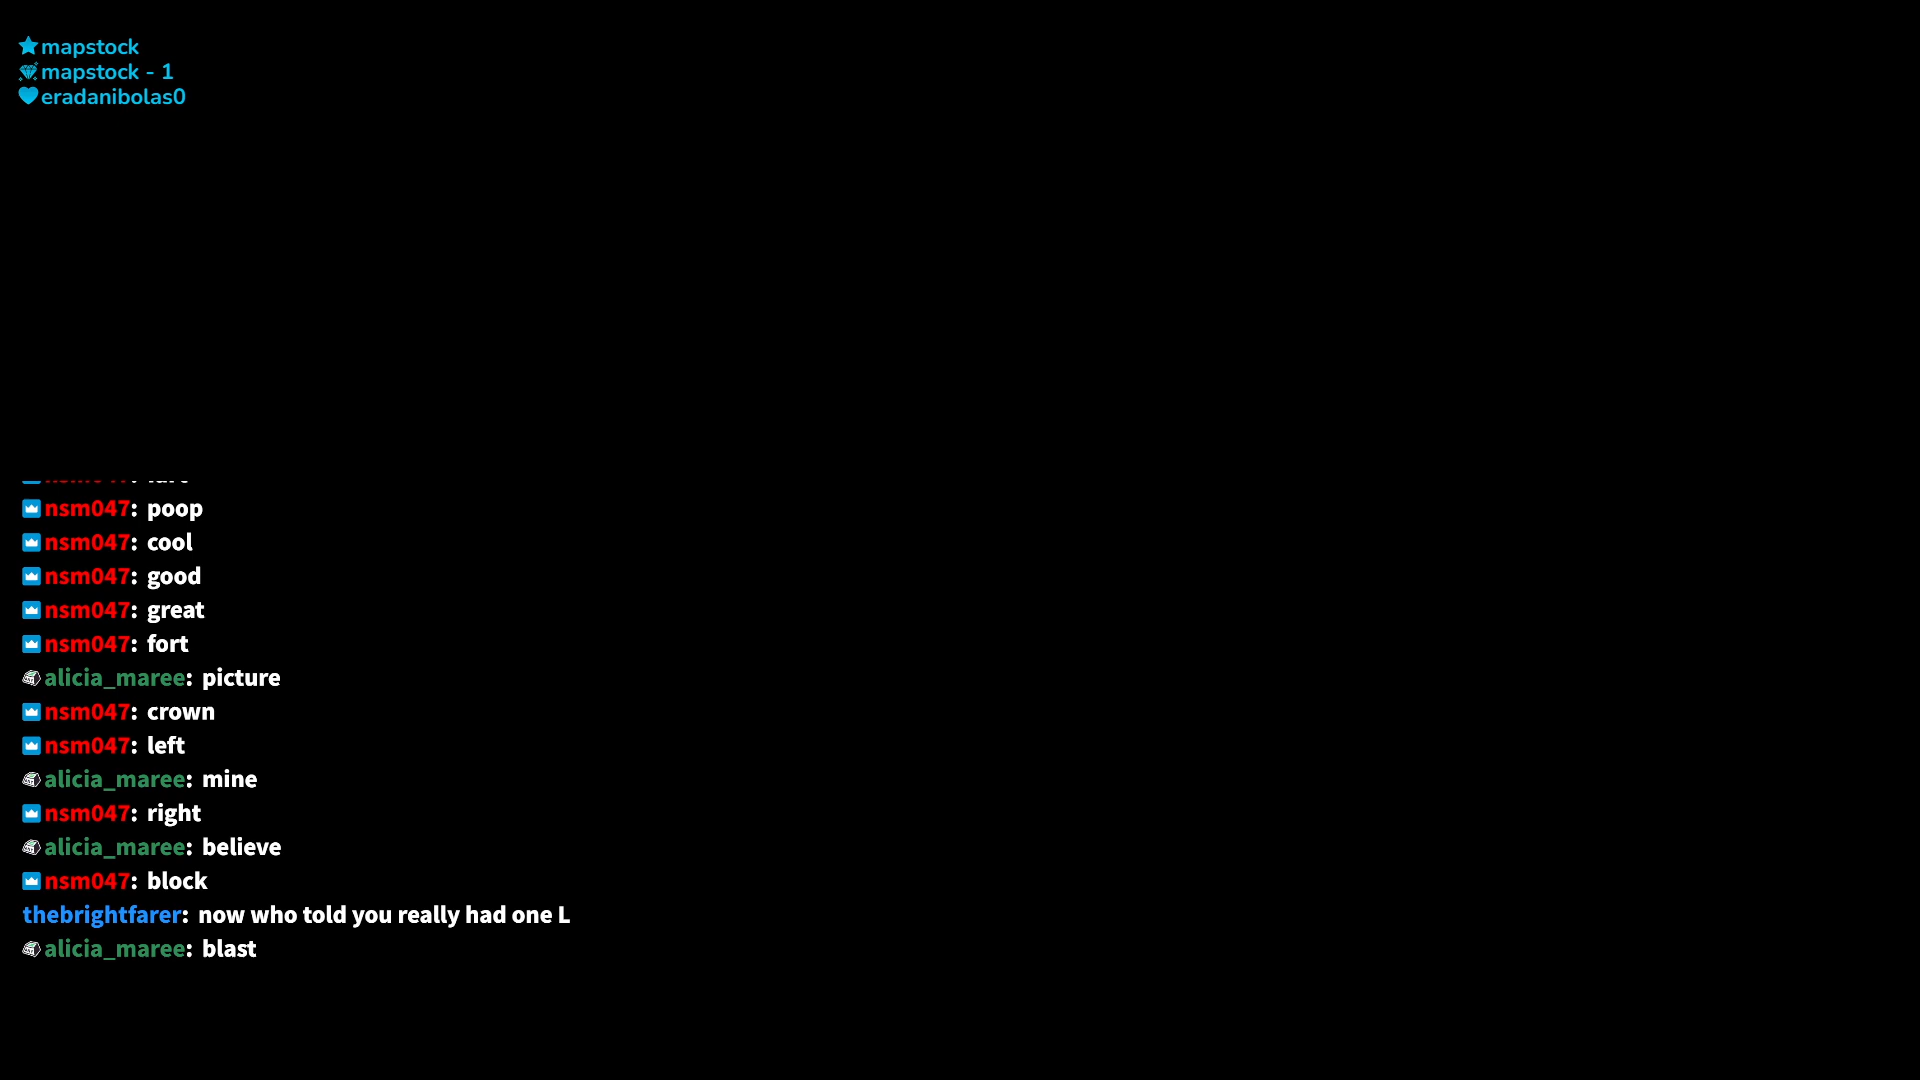 mapstock
mapstock - 1
eradanibolas0
nsm047: poop
nsm047: cool
nsm047: good
nsm047: great
nsm047: fort
alicia_maree: picture
nsm047: crown
nsm047: left
alicia_maree: mine
nsm047: right
alicia_maree: believe
nsm047: block
thebrightfarer: now who told you really had one L
alicia_maree: blast